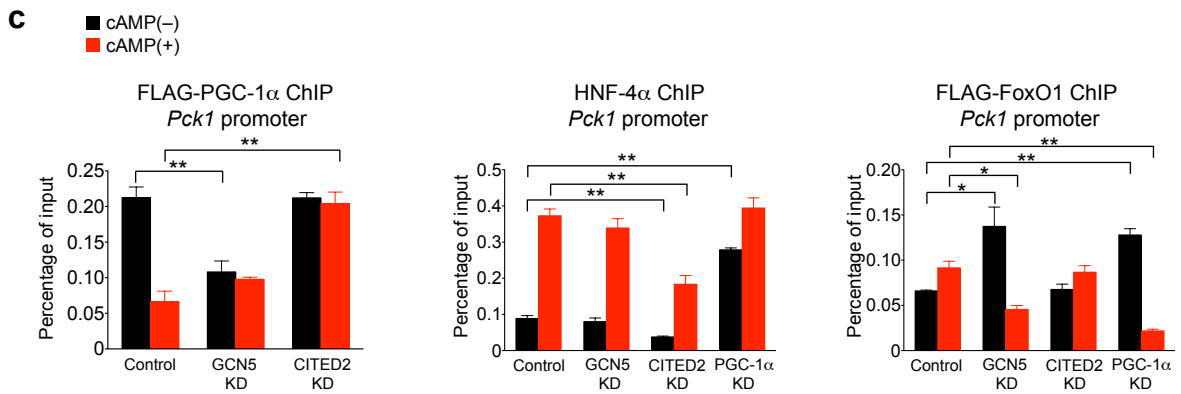 c
cAMP(–)
cAMP(+)
FLAG-PGC-1α ChIP
Pck1 promoter
Percentage of input
0.25
0.20
0.15
0.10
0.05
0
**
**
Control
GCN5
KD
CITED2
KD
HNF-4α ChIP
Pck1 promoter
Percentage of input
0.5
0.4
0.3
0.2
0.1
0
**
**
**
Control
GCN5
KD
CITED2
KD
PGC-1α
KD
FLAG-FoxO1 ChIP
Pck1 promoter
Percentage of input
0.20
0.15
0.10
0.05
0
**
**
*
*
Control
GCN5
KD
CITED2
KD
PGC-1α
KD